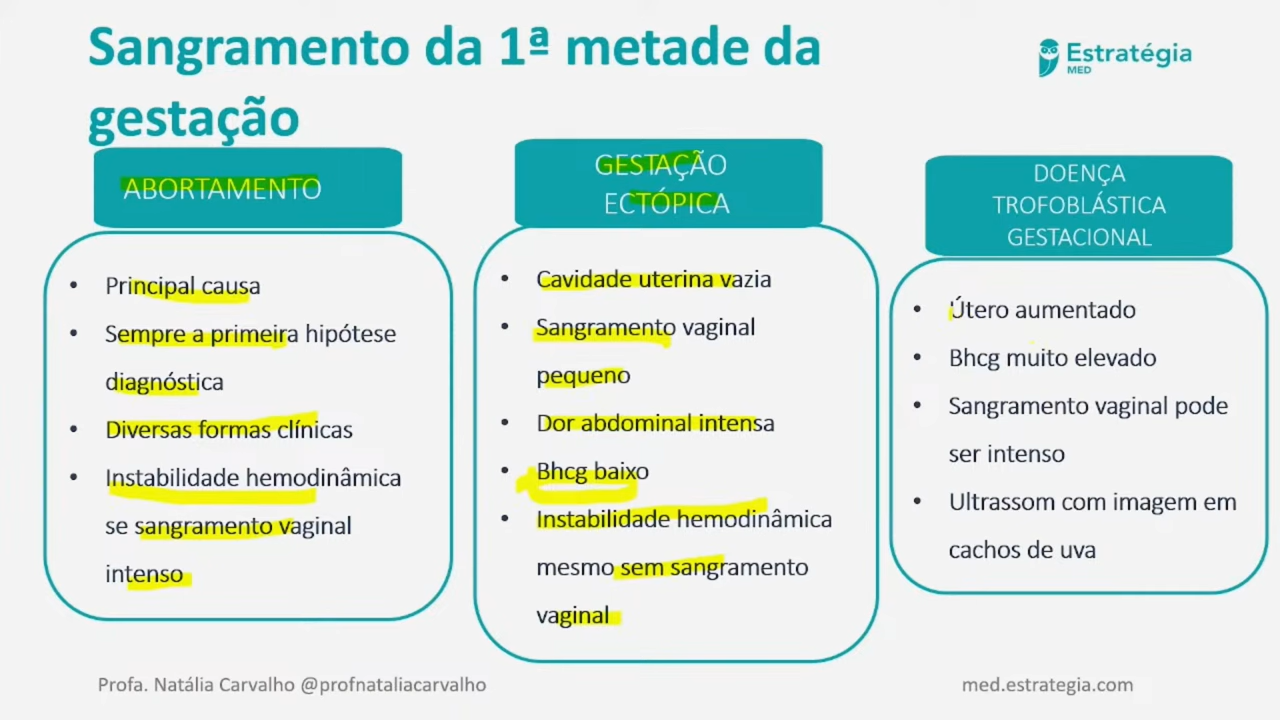 Sangramento da 1ª metade da
gestação
Estratégia
MED
ABORTAMENTO
• Principal causa
• Sempre a primeira hipótese
diagnóstica
• Diversas formas clínicas
• Instabilidade hemodinâmica
se sangramento vaginal
intenso
GESTAÇÃO
ECTÓPICA
• Cavidade uterina vazia
• Sangramento vaginal
pequeno
• Dor abdominal intensa
• Bhcg baixo
• Instabilidade hemodinâmica
mesmo sem sangramento
vaginal
DOENÇA
TROFOBLÁSTICA
GESTACIONAL
• Útero aumentado
• Bhcg muito elevado
• Sangramento vaginal pode
ser intenso
• Ultrassom com imagem em
cachos de uva
Profa. Natália Carvalho @profnataliacarvalho
med.estrategia.com